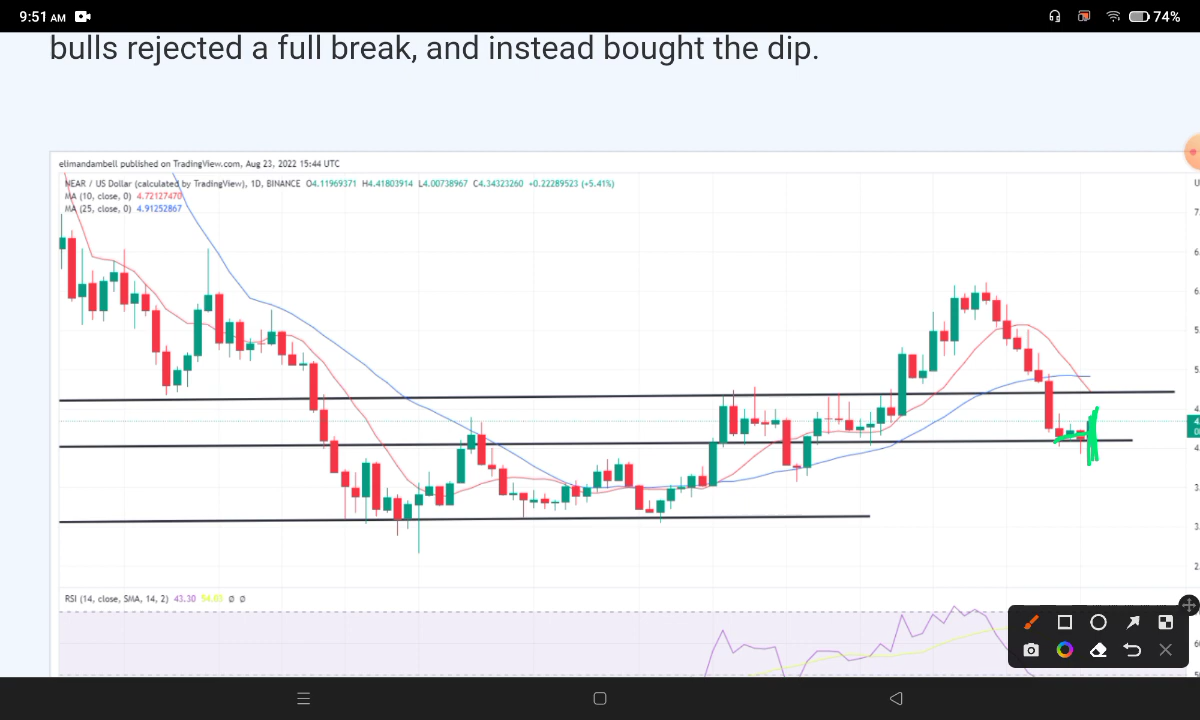 9:51 AM 74%
bulls rejected a full break, and instead bought the dip.
elimandambell published on TradingView.com, Aug 23, 2022 15:44 UTC
NEAR / US Dollar (calculated by TradingView), 1D, BINANCE O4.11969371 H4.41803914 L4.00738967 C4.34323260 +0.22289523 (+5.41%)
MA (10, close, 0) 4.72127470
MA (25, close, 0) 4.91252867
RSI (14, close, SMA, 14, 2) 43.30 54.03 Ø Ø